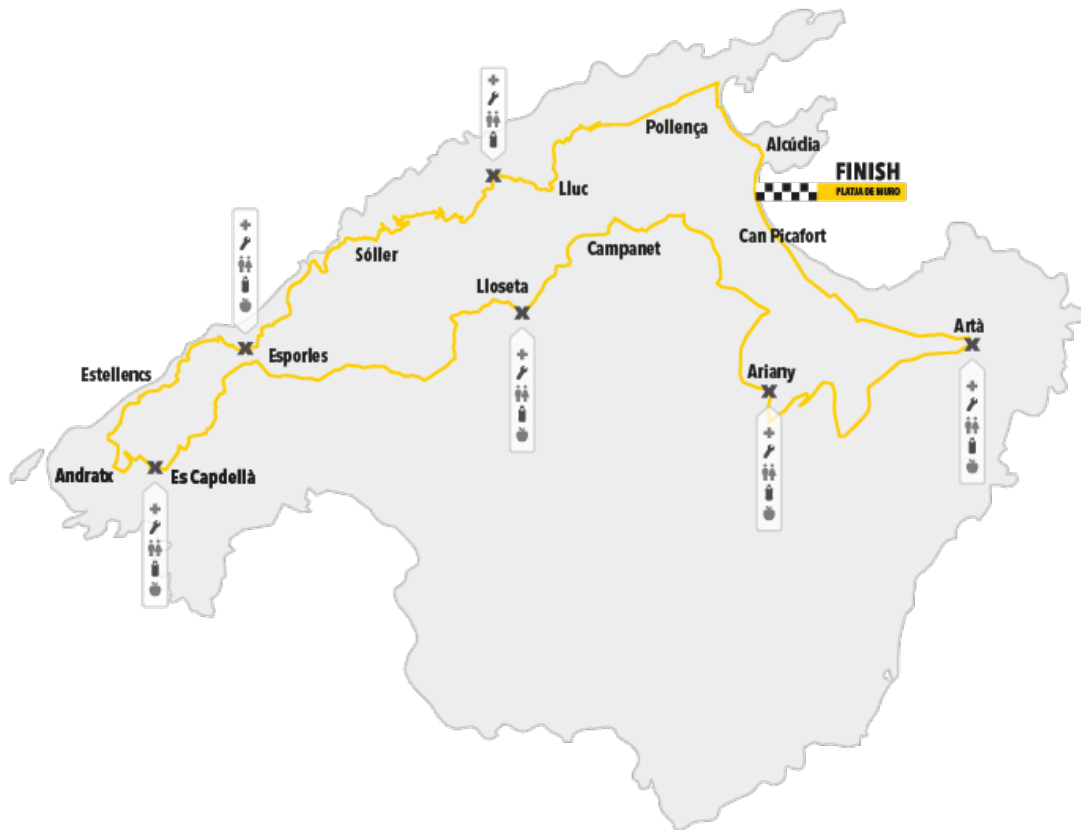 Pollença
Alcúdia
FINISH
PLATJA DE MURO
Lluc
Can Picafort
Sóller
Campanet
Lloseta
Artà
Esporles
Estellencs
Ariany
Andratx
Es Capdellà